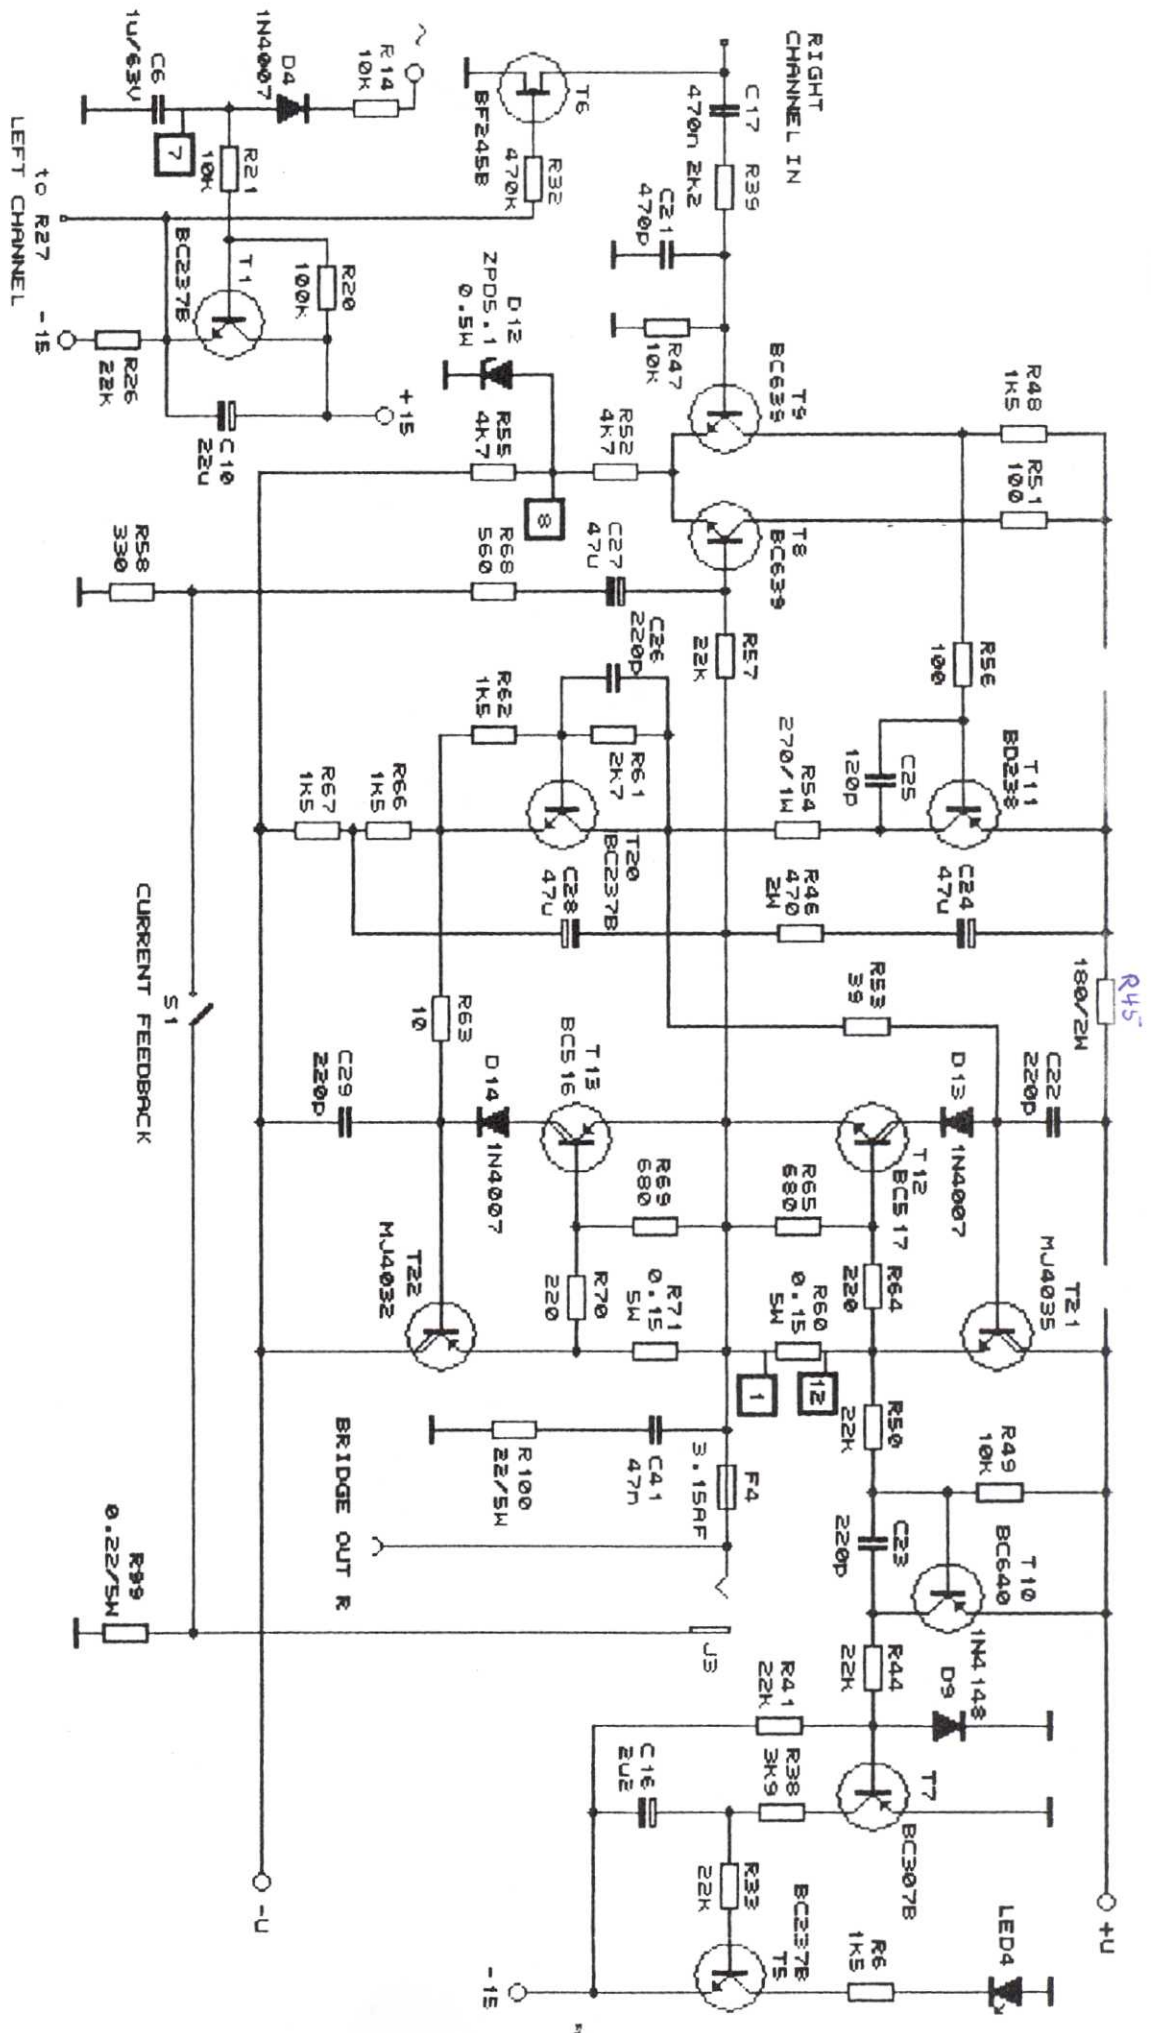 R45
+U
R48
1K5
R51
100
180/2W
C22
220p
MJ4035
T21
R49
10K
LED4
RIGHT
CHANNEL IN
R56
100
T11
BD238
C24
47u
D13
1N4007
T10
BC640
1N4148
D9
T7
BC307B
C17
470n
R39
2K2
T9
BC639
T8
BC639
C25
120p
R54
270/1W
R46
470
2W
R53
39
T12
BC517
R64
220
R50
22K
C23
220p
R44
22K
R6
1K5
C21
470p
R47
10K
R57
22K
R65
680
R60
0.15
5W
12
1
R41
22K
R38
3K9
BC237B
T5
R33
22K
T6
BF245B
R32
470K
D12
ZPD5.1
0.5W
R52
4K7
C27
47u
C26
220p
R61
2K7
T20
BC237B
C28
47u
T13
BC516
R69
680
R71
0.15
5W
F4
3.15AF
J3
C16
2u2
8
R55
4K7
R68
560
R62
1K5
R63
10
D14
1N4007
R70
220
C41
47n
R100
22/5W
-15
~
R14
10K
+15
R66
1K5
R67
1K5
C29
220p
T22
MJ4032
BRIDGE OUT R
D4
1N4007
R21
10K
R20
100K
T1
BC237B
C10
22u
-U
C6
1u/63V
7
R26
22K
R58
330
S1
CURRENT FEEDBACK
R99
0.22/5W
to R27
LEFT CHANNEL
-15